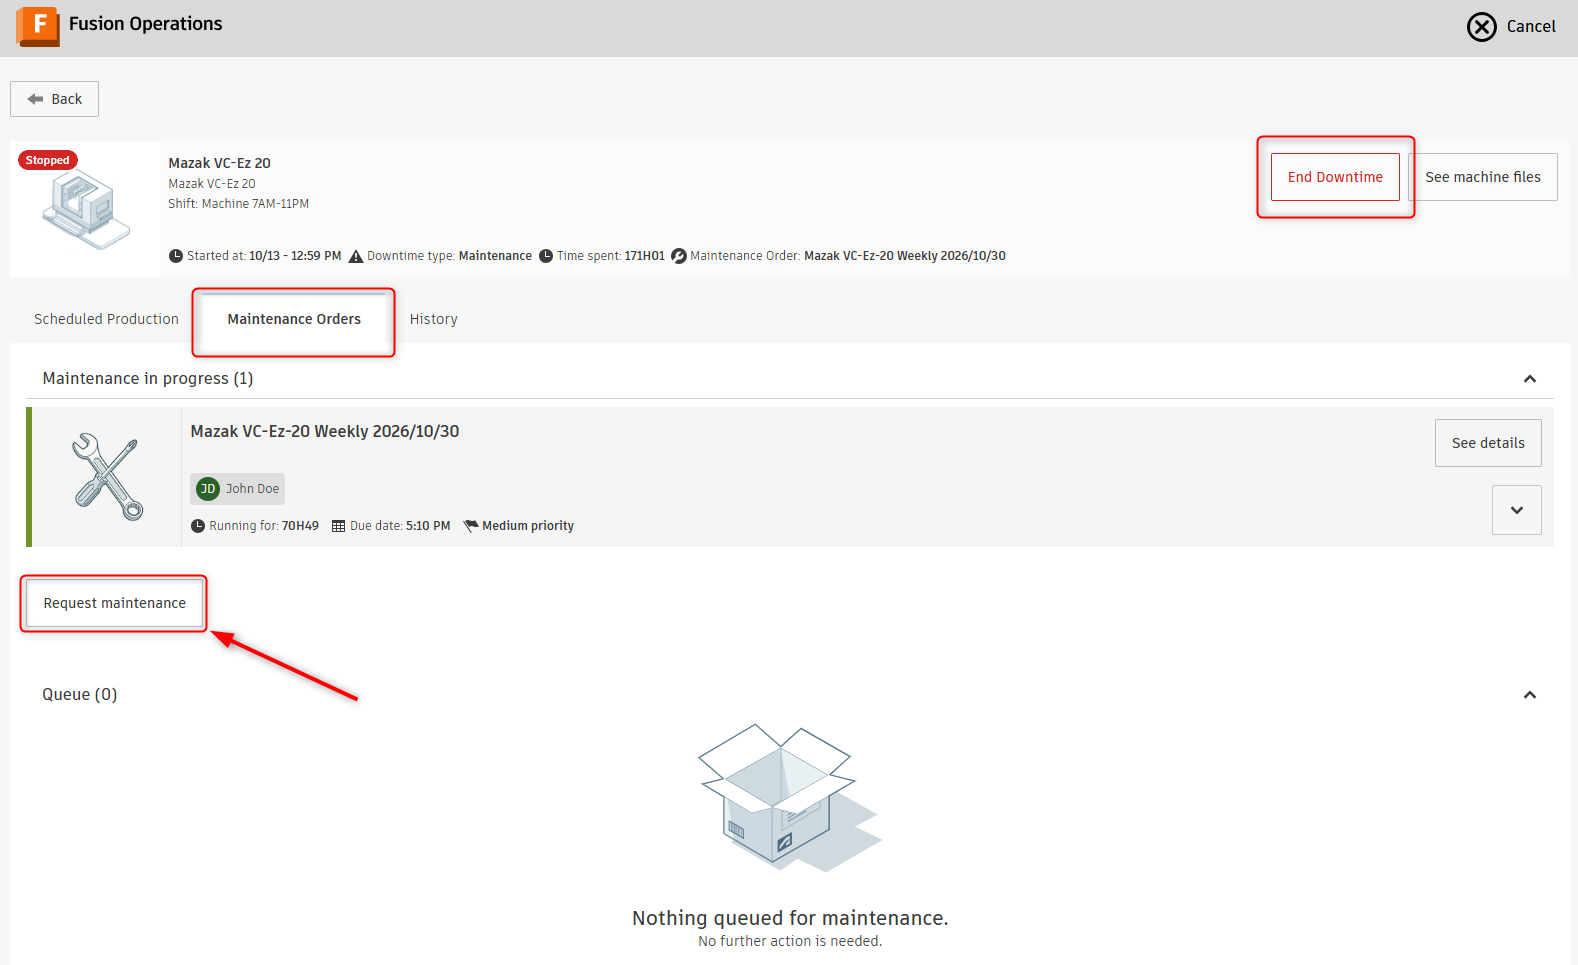 F Fusion Operations
Cancel
Back
Stopped
Mazak VC-Ez 20
Mazak VC-Ez 20
Shift: Machine 7AM-11PM
End Downtime
See machine files
Started at: 10/13 - 12:59 PM Downtime type: Maintenance Time spent: 171H01 Maintenance Order: Mazak VC-Ez-20 Weekly 2026/10/30
Scheduled Production Maintenance Orders History
Maintenance in progress (1)
Mazak VC-Ez-20 Weekly 2026/10/30
See details
JD John Doe
Running for: 70H49 Due date: 5:10 PM Medium priority
Request maintenance
Queue (0)
Nothing queued for maintenance.
No further action is needed.